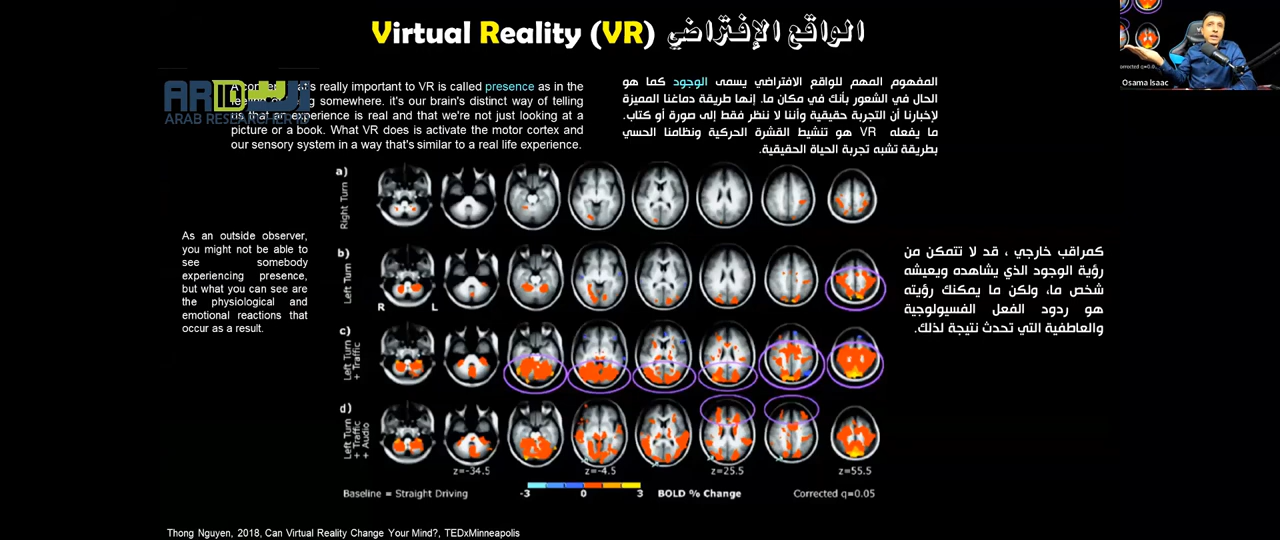 Virtual Reality (VR) الواقع الإفتراضي
Corrected q=0.0
Osama Isaac
ARID
ARAB RESEARCHER ID
A that's really important to VR is called presence as in the
somewhere. it's our brain's distinct way of telling
that an experience is real and that we're not just looking at a
picture or a book. What VR does is activate the motor cortex and
our sensory system in a way that's similar to a real life experience.
المفهوم المهم للواقع الافتراضي يسمى الوجود كما هو
الحال في الشعور بأنك في مكان ما. إنها طريقة دماغنا المميزة
لإخبارنا أن التجربة حقيقية وأننا لا ننظر فقط إلى صورة أو كتاب.
ما يفعله VR هو تنشيط القشرة الحركية ونظامنا الحسي
بطريقة تشبه تجربة الحياة الحقيقية.
a)
Right Turn
As an outside observer,
you might not be able to
see somebody
experiencing presence,
but what you can see are
the physiological and
emotional reactions that
occur as a result.
b)
Left Turn
R L
c)
Left Turn
+ Traffic
d)
Left Turn
+ Traffic
+ Audio
كمراقب خارجي ، قد لا تتمكن من
رؤية الوجود الذي يشاهده ويعيشه
شخص ما، ولكن ما يمكنك رؤيته
هو ردود الفعل الفسيولوجية
والعاطفية التي تحدث نتيجة لذلك.
z=-34.5 z=-4.5 z=25.5 z=55.5
Baseline = Straight Driving -3 0 3 BOLD % Change Corrected q=0.05
Thong Nguyen, 2018, Can Virtual Reality Change Your Mind?, TEDxMinneapolis